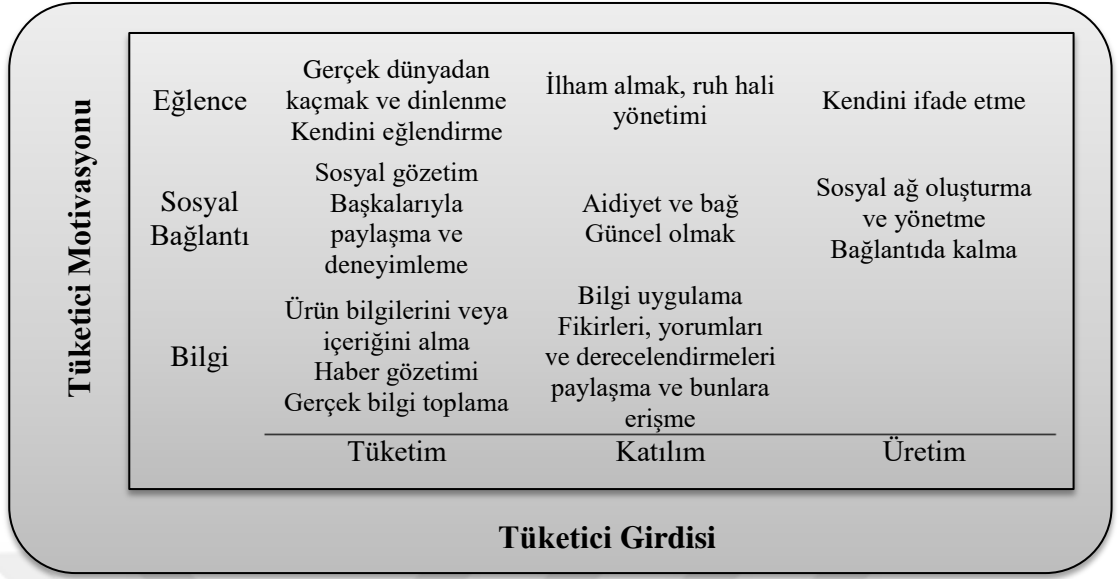 Tüketici Motivasyonu
Eğlence
Gerçek dünyadan
kaçmak ve dinlenme
Kendini eğlendirme
İlham almak, ruh hali
yönetimi
Kendini ifade etme
Sosyal
Bağlantı
Sosyal gözetim
Başkalarıyla
paylaşma ve
deneyimleme
Aidiyet ve bağ
Güncel olmak
Sosyal ağ oluşturma
ve yönetme
Bağlantıda kalma
Bilgi
Ürün bilgilerini veya
içeriğini alma
Haber gözetimi
Gerçek bilgi toplama
Bilgi uygulama
Fikirleri, yorumları
ve derecelendirmeleri
paylaşma ve bunlara
erişme
Tüketim
Katılım
Üretim
Tüketici Girdisi